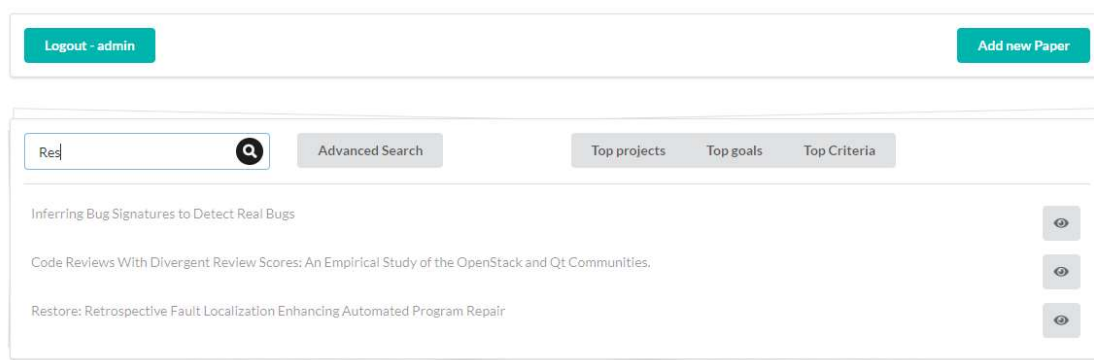 Logout - admin
Add new Paper
Res
Advanced Search
Top projects
Top goals
Top Criteria
Inferring Bug Signatures to Detect Real Bugs
Code Reviews With Divergent Review Scores: An Empirical Study of the OpenStack and Qt Communities.
Restore: Retrospective Fault Localization Enhancing Automated Program Repair